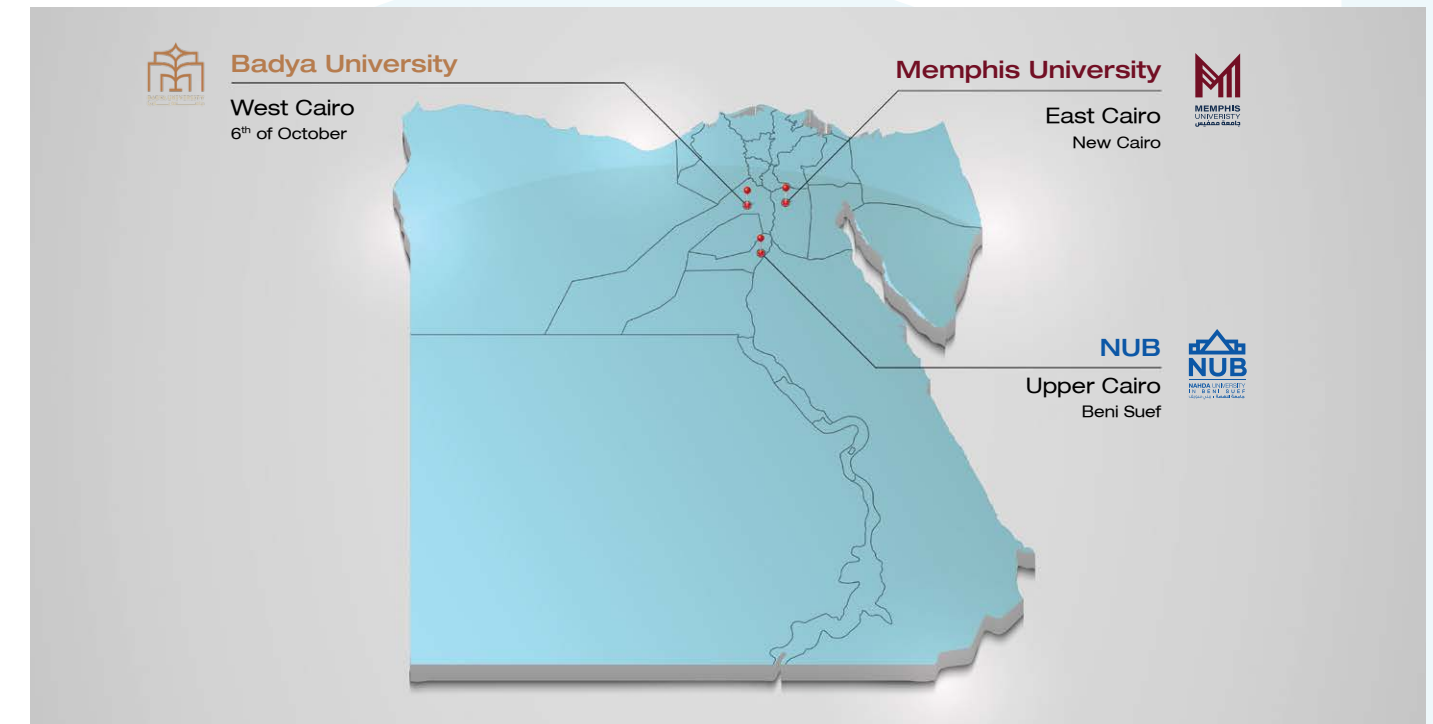 Badya University
West Cairo
6th of October
Memphis University
East Cairo
New Cairo
MEMPHIS
UNIVERISTY
جامعة ممفيس
NUB
Upper Cairo
Beni Suef
NUB
NAHDA UNIVERSITY
IN BENI SUEF